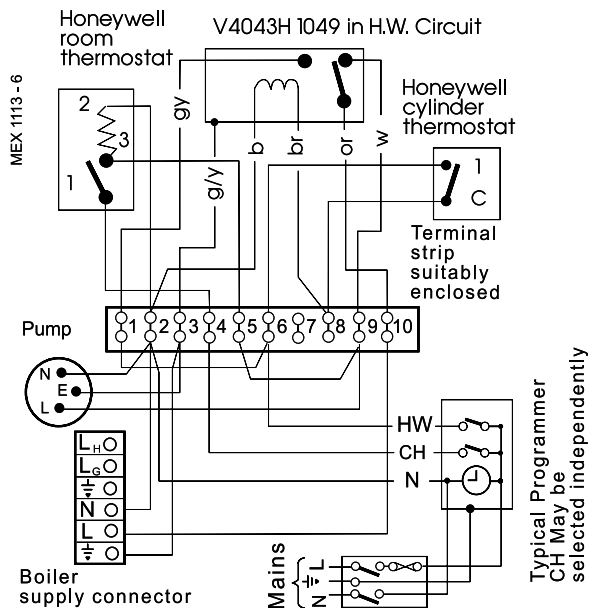 Honeywell
room
thermostat
V4043H 1049 in H.W. Circuit
Honeywell
cylinder
thermostat
MEX 1113 - 6
2
3
1
gy
b
br
or
w
g/y
1
C
Terminal
strip
suitably
enclosed
1 2 3 4 5 6 7 8 9 10
Pump
N
E
L
HW
CH
N
LH
LG
N
L
Boiler
supply connector
Mains
L
N
Typical Programmer
CH May be
selected independently